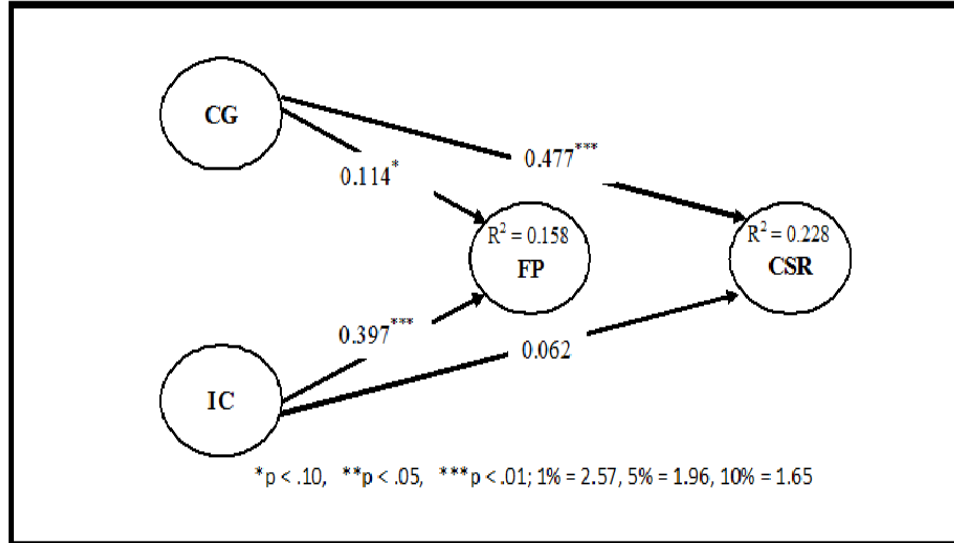 CG
0.477***
0.114*
R² = 0.158
FP
R² = 0.228
CSR
0.397***
0.062
IC
*p < .10, **p < .05, ***p < .01; 1% = 2.57, 5% = 1.96, 10% = 1.65